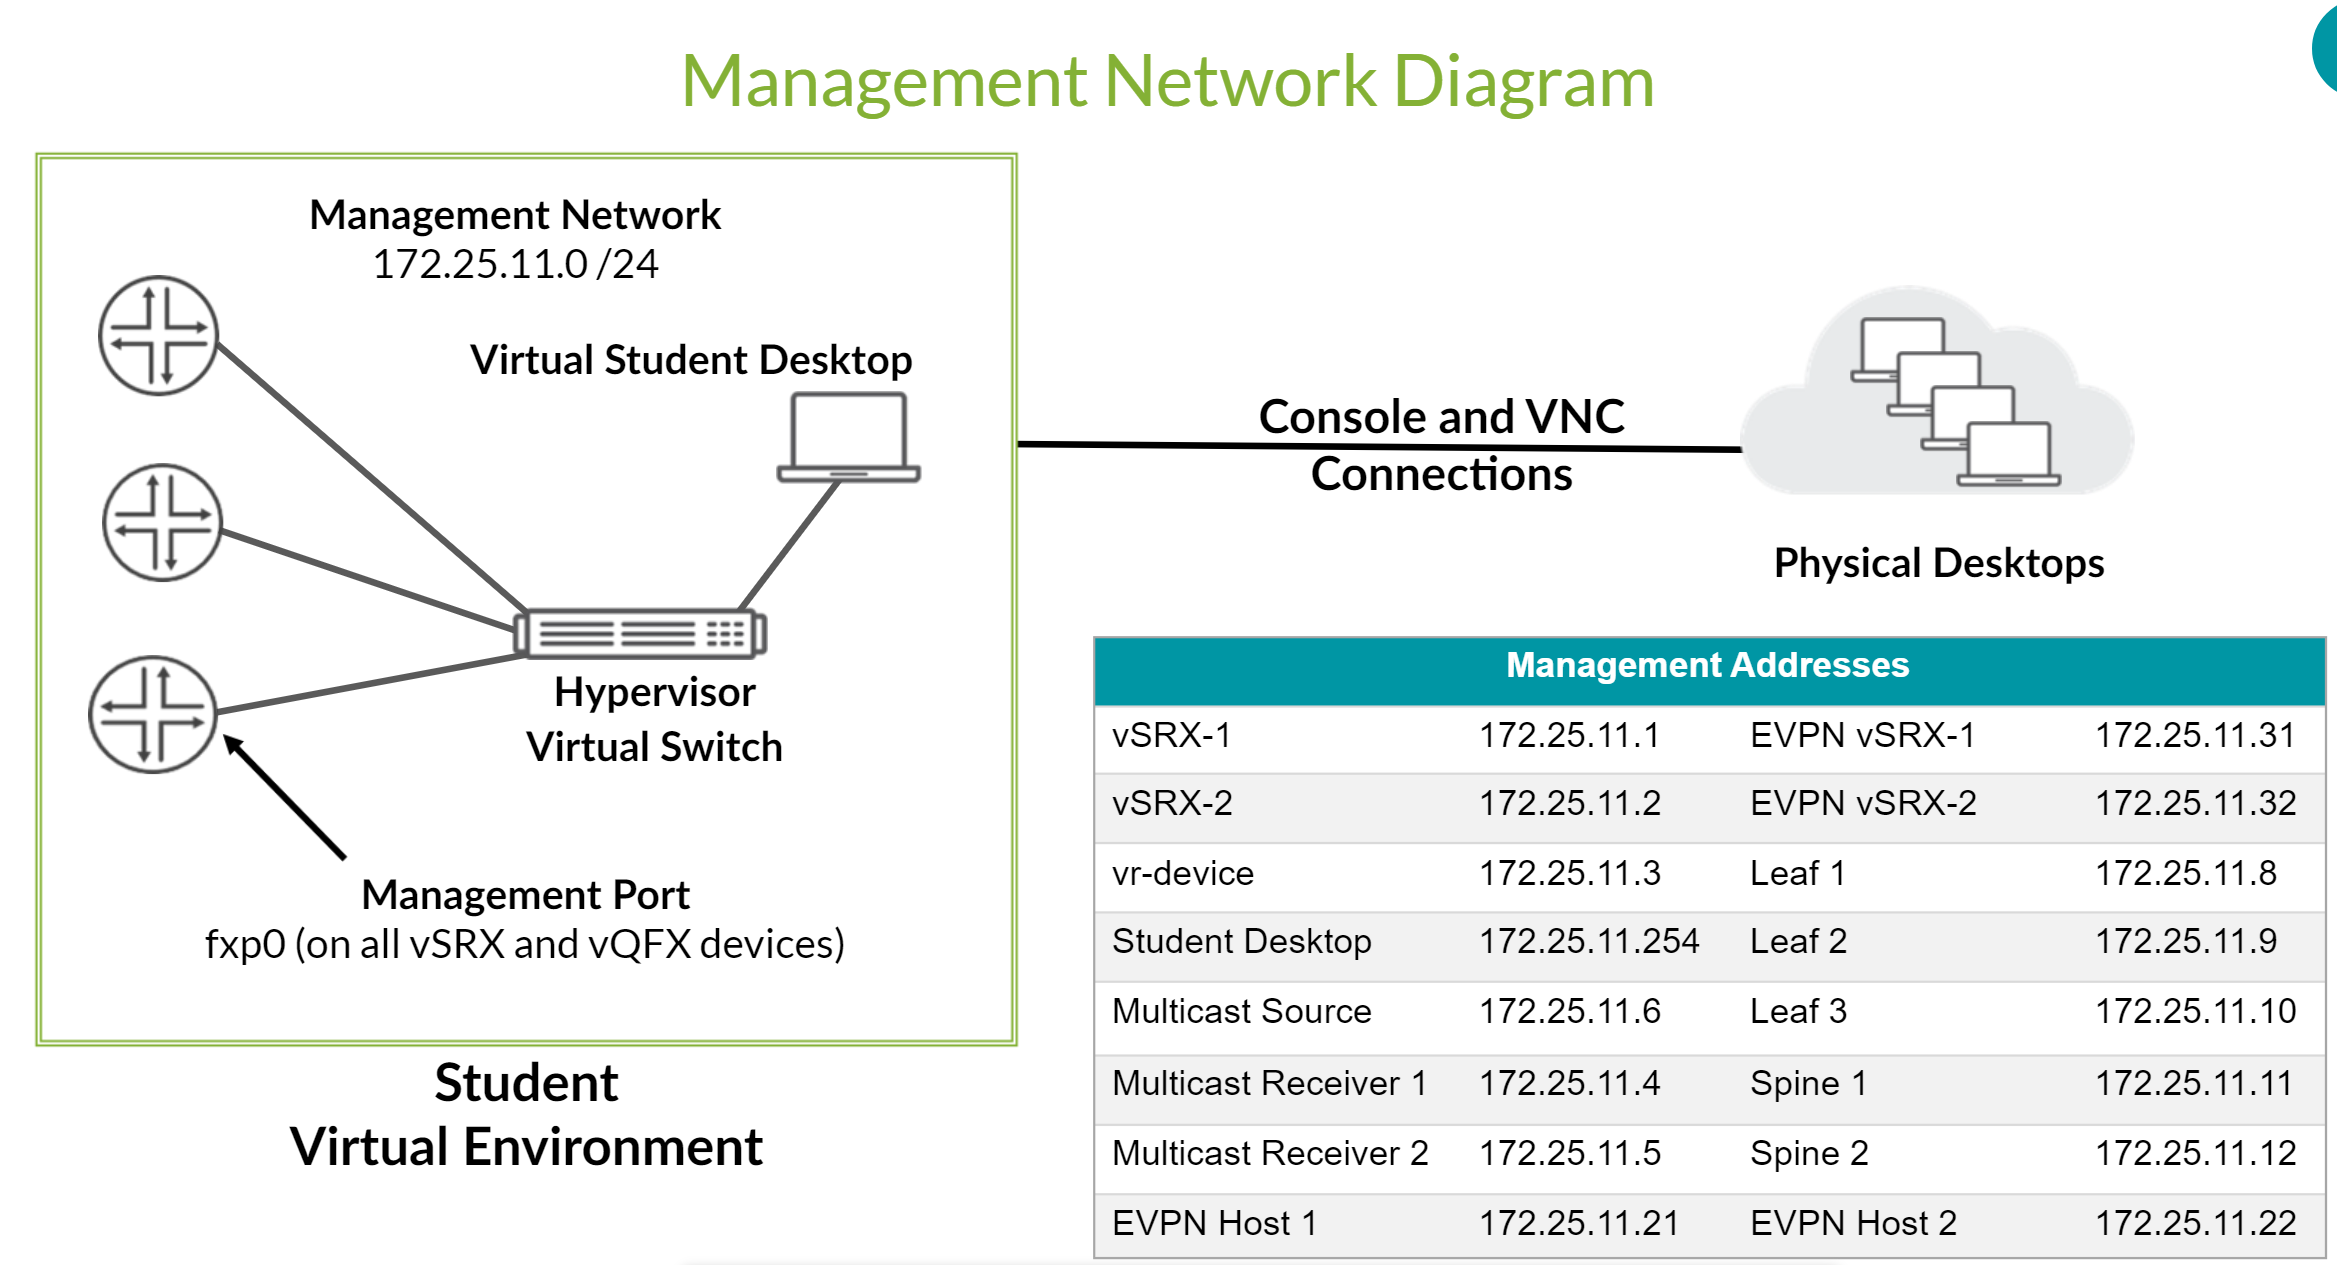 Management Network Diagram
Management Network
172.25.11.0 /24
Virtual Student Desktop
Console and VNC
Connections
Physical Desktops
Hypervisor
Virtual Switch
Management Port
fxp0 (on all vSRX and vQFX devices)
Student
Virtual Environment
Management Addresses
vSRX-1 172.25.11.1 EVPN vSRX-1 172.25.11.31
vSRX-2 172.25.11.2 EVPN vSRX-2 172.25.11.32
vr-device 172.25.11.3 Leaf 1 172.25.11.8
Student Desktop 172.25.11.254 Leaf 2 172.25.11.9
Multicast Source 172.25.11.6 Leaf 3 172.25.11.10
Multicast Receiver 1 172.25.11.4 Spine 1 172.25.11.11
Multicast Receiver 2 172.25.11.5 Spine 2 172.25.11.12
EVPN Host 1 172.25.11.21 EVPN Host 2 172.25.11.22